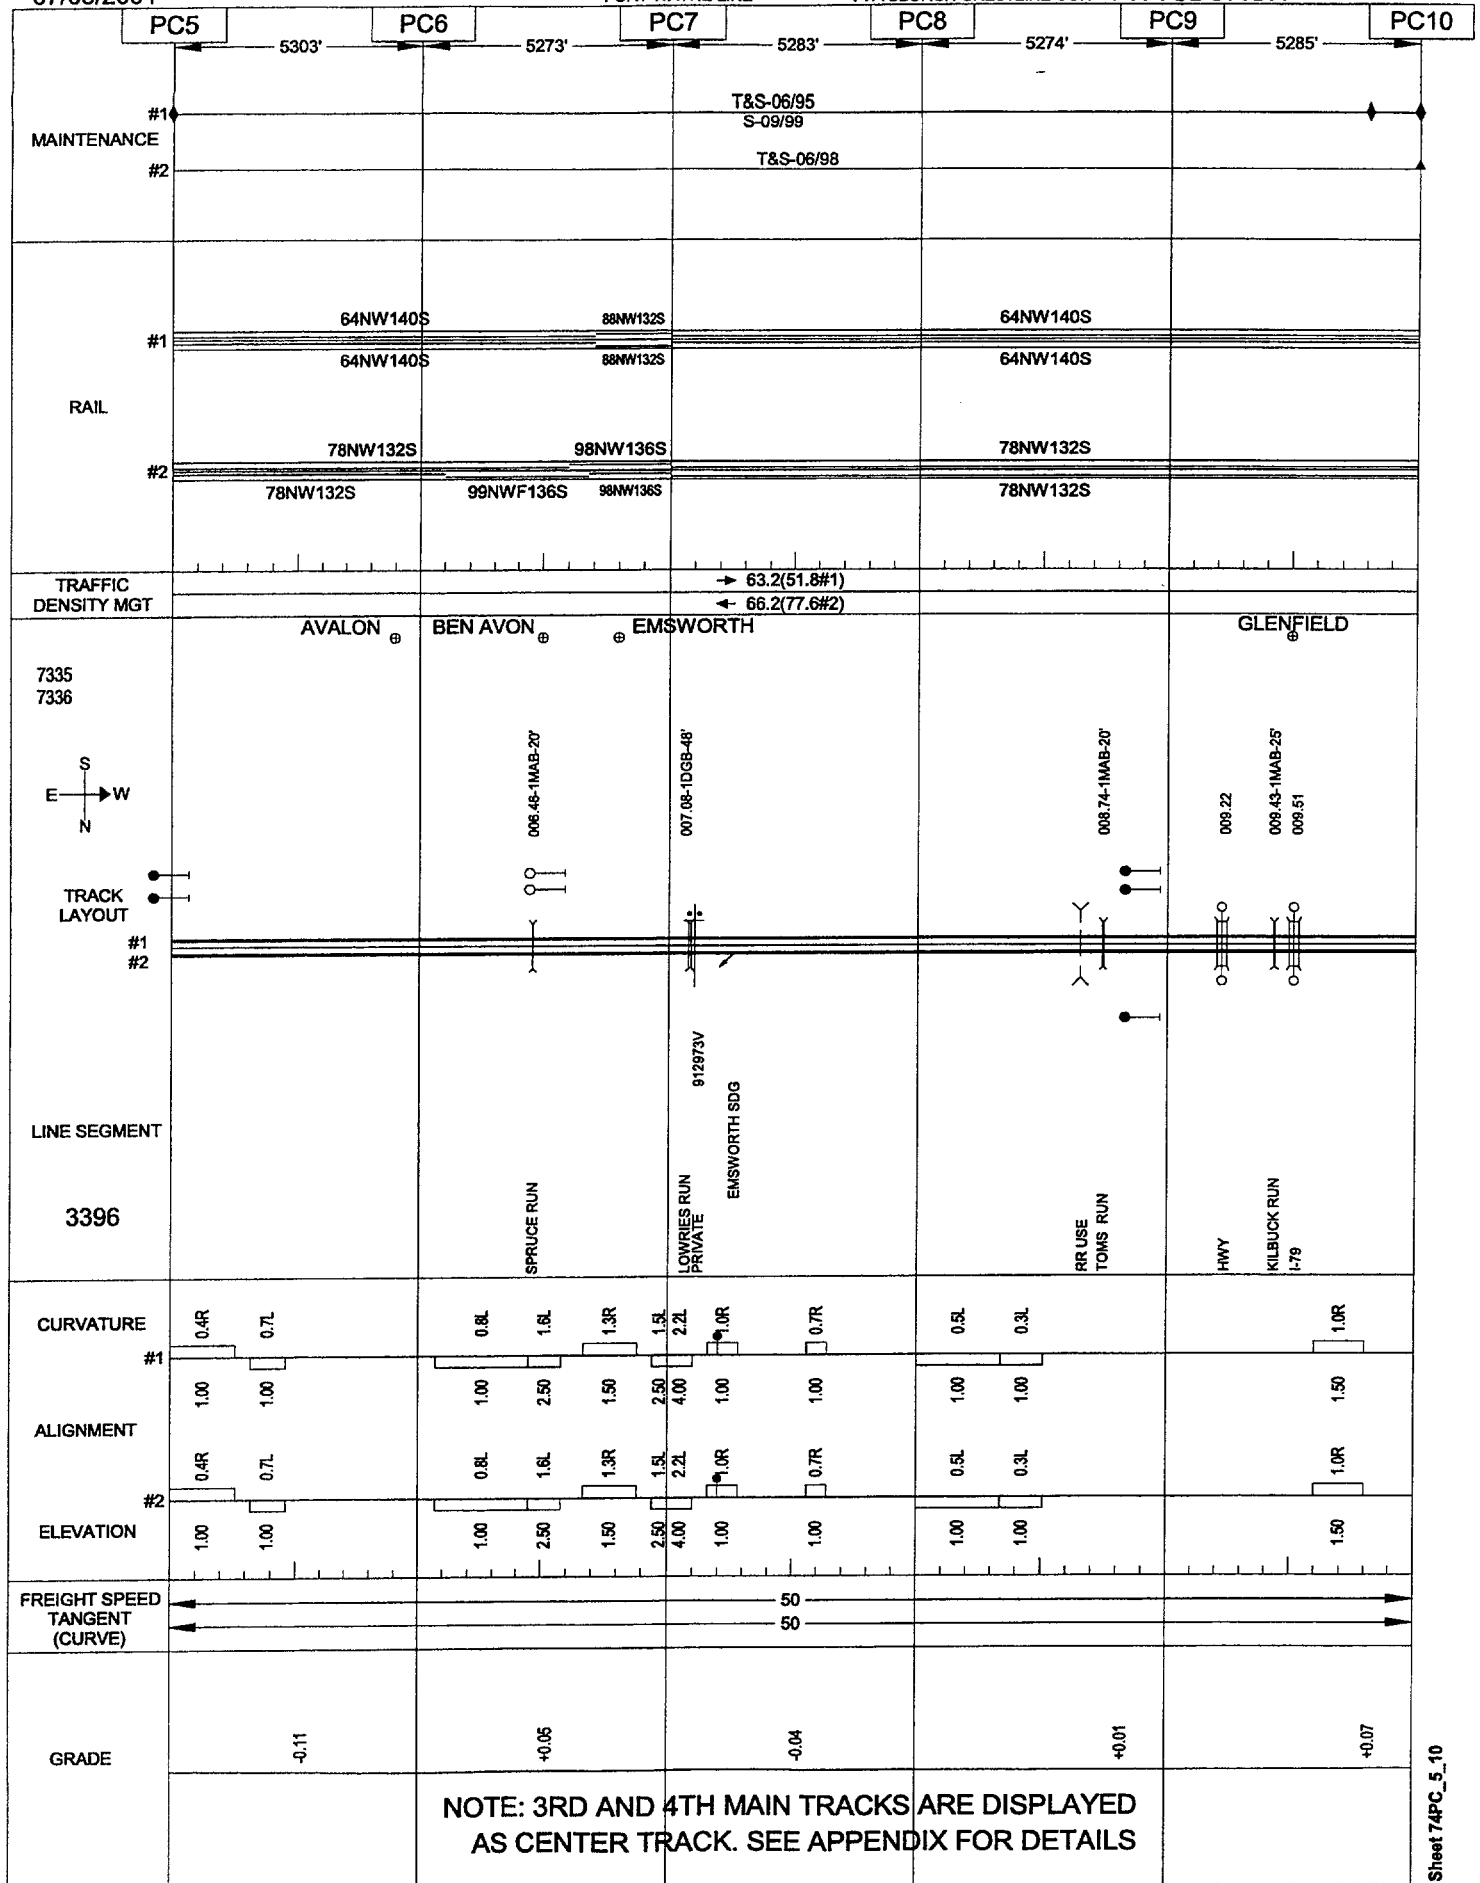 PC5 PC6 PC7 PC8 PC9 PC10
5303' 5273' 5283' 5274' 5285'
MAINTENANCE
#1 T&S-06/95
S-09/99
#2 T&S-06/98
RAIL
64NW140S 88NW132S 64NW140S
#1
64NW140S 88NW132S 64NW140S
78NW132S 98NW136S 78NW132S
#2
78NW132S 99NWF136S 98NW136S 78NW132S
TRAFFIC
DENSITY MGT
63.2(51.8#1)
66.2(77.6#2)
AVALON BEN AVON EMSWORTH GLENFIELD
7335
7336
S
E W
N
006.48-1MAB-20'
007.08-1DGB-48'
008.74-1MAB-20'
009.22
009.43-1MAB-25'
009.51
TRACK
LAYOUT
#1
#2
912973V
EMSWORTH SDG
LINE SEGMENT
3396
SPRUCE RUN
LOWRIES RUN
PRIVATE
RR USE
TOMS RUN
HWY
KILBUCK RUN
I-79
CURVATURE
0.4R 0.7L 0.8L 1.6L 1.3R 1.5L 2.2L 1.0R 0.7R 0.5L 0.3L 1.0R
#1
1.00 1.00 1.00 2.50 1.50 2.50 4.00 1.00 1.00 1.00 1.00 1.50
ALIGNMENT
0.4R 0.7L 0.8L 1.6L 1.3R 1.5L 2.2L 1.0R 0.7R 0.5L 0.3L 1.0R
#2
ELEVATION
1.00 1.00 1.00 2.50 1.50 2.50 4.00 1.00 1.00 1.00 1.00 1.50
FREIGHT SPEED
TANGENT
(CURVE)
50
50
GRADE
-0.11 +0.05 -0.04 +0.01 +0.07
NOTE: 3RD AND 4TH MAIN TRACKS ARE DISPLAYED
AS CENTER TRACK. SEE APPENDIX FOR DETAILS
Sheet 74PC_5_10